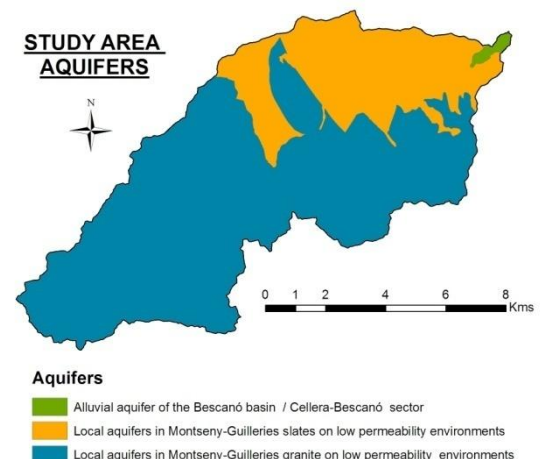 STUDY AREA
AQUIFERS
N
0 1 2 4 6 8
Kms
Aquifers
Alluvial aquifer of the Bescanó basin / Cellera-Bescanó sector
Local aquifers in Montseny-Guilleries slates on low permeability environments
Local aquifers in Montseny-Guilleries granite on low permeability environments